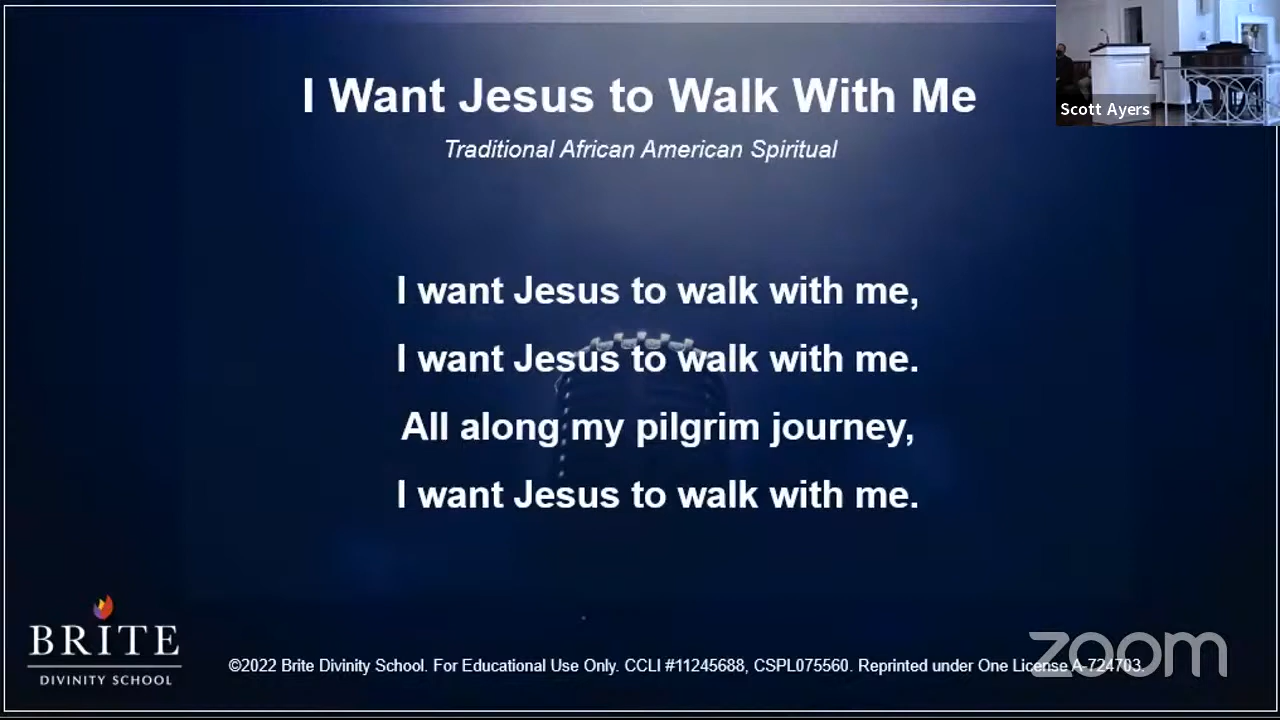 I Want Jesus to Walk With Me
Traditional African American Spiritual
Scott Ayers
I want Jesus to walk with me,
I want Jesus to walk with me.
All along my pilgrim journey,
I want Jesus to walk with me.
BRITE
DIVINITY SCHOOL
©2022 Brite Divinity School. For Educational Use Only. CCLI #11245688, CSPL075560. Reprinted under One License A-724703.
zoom